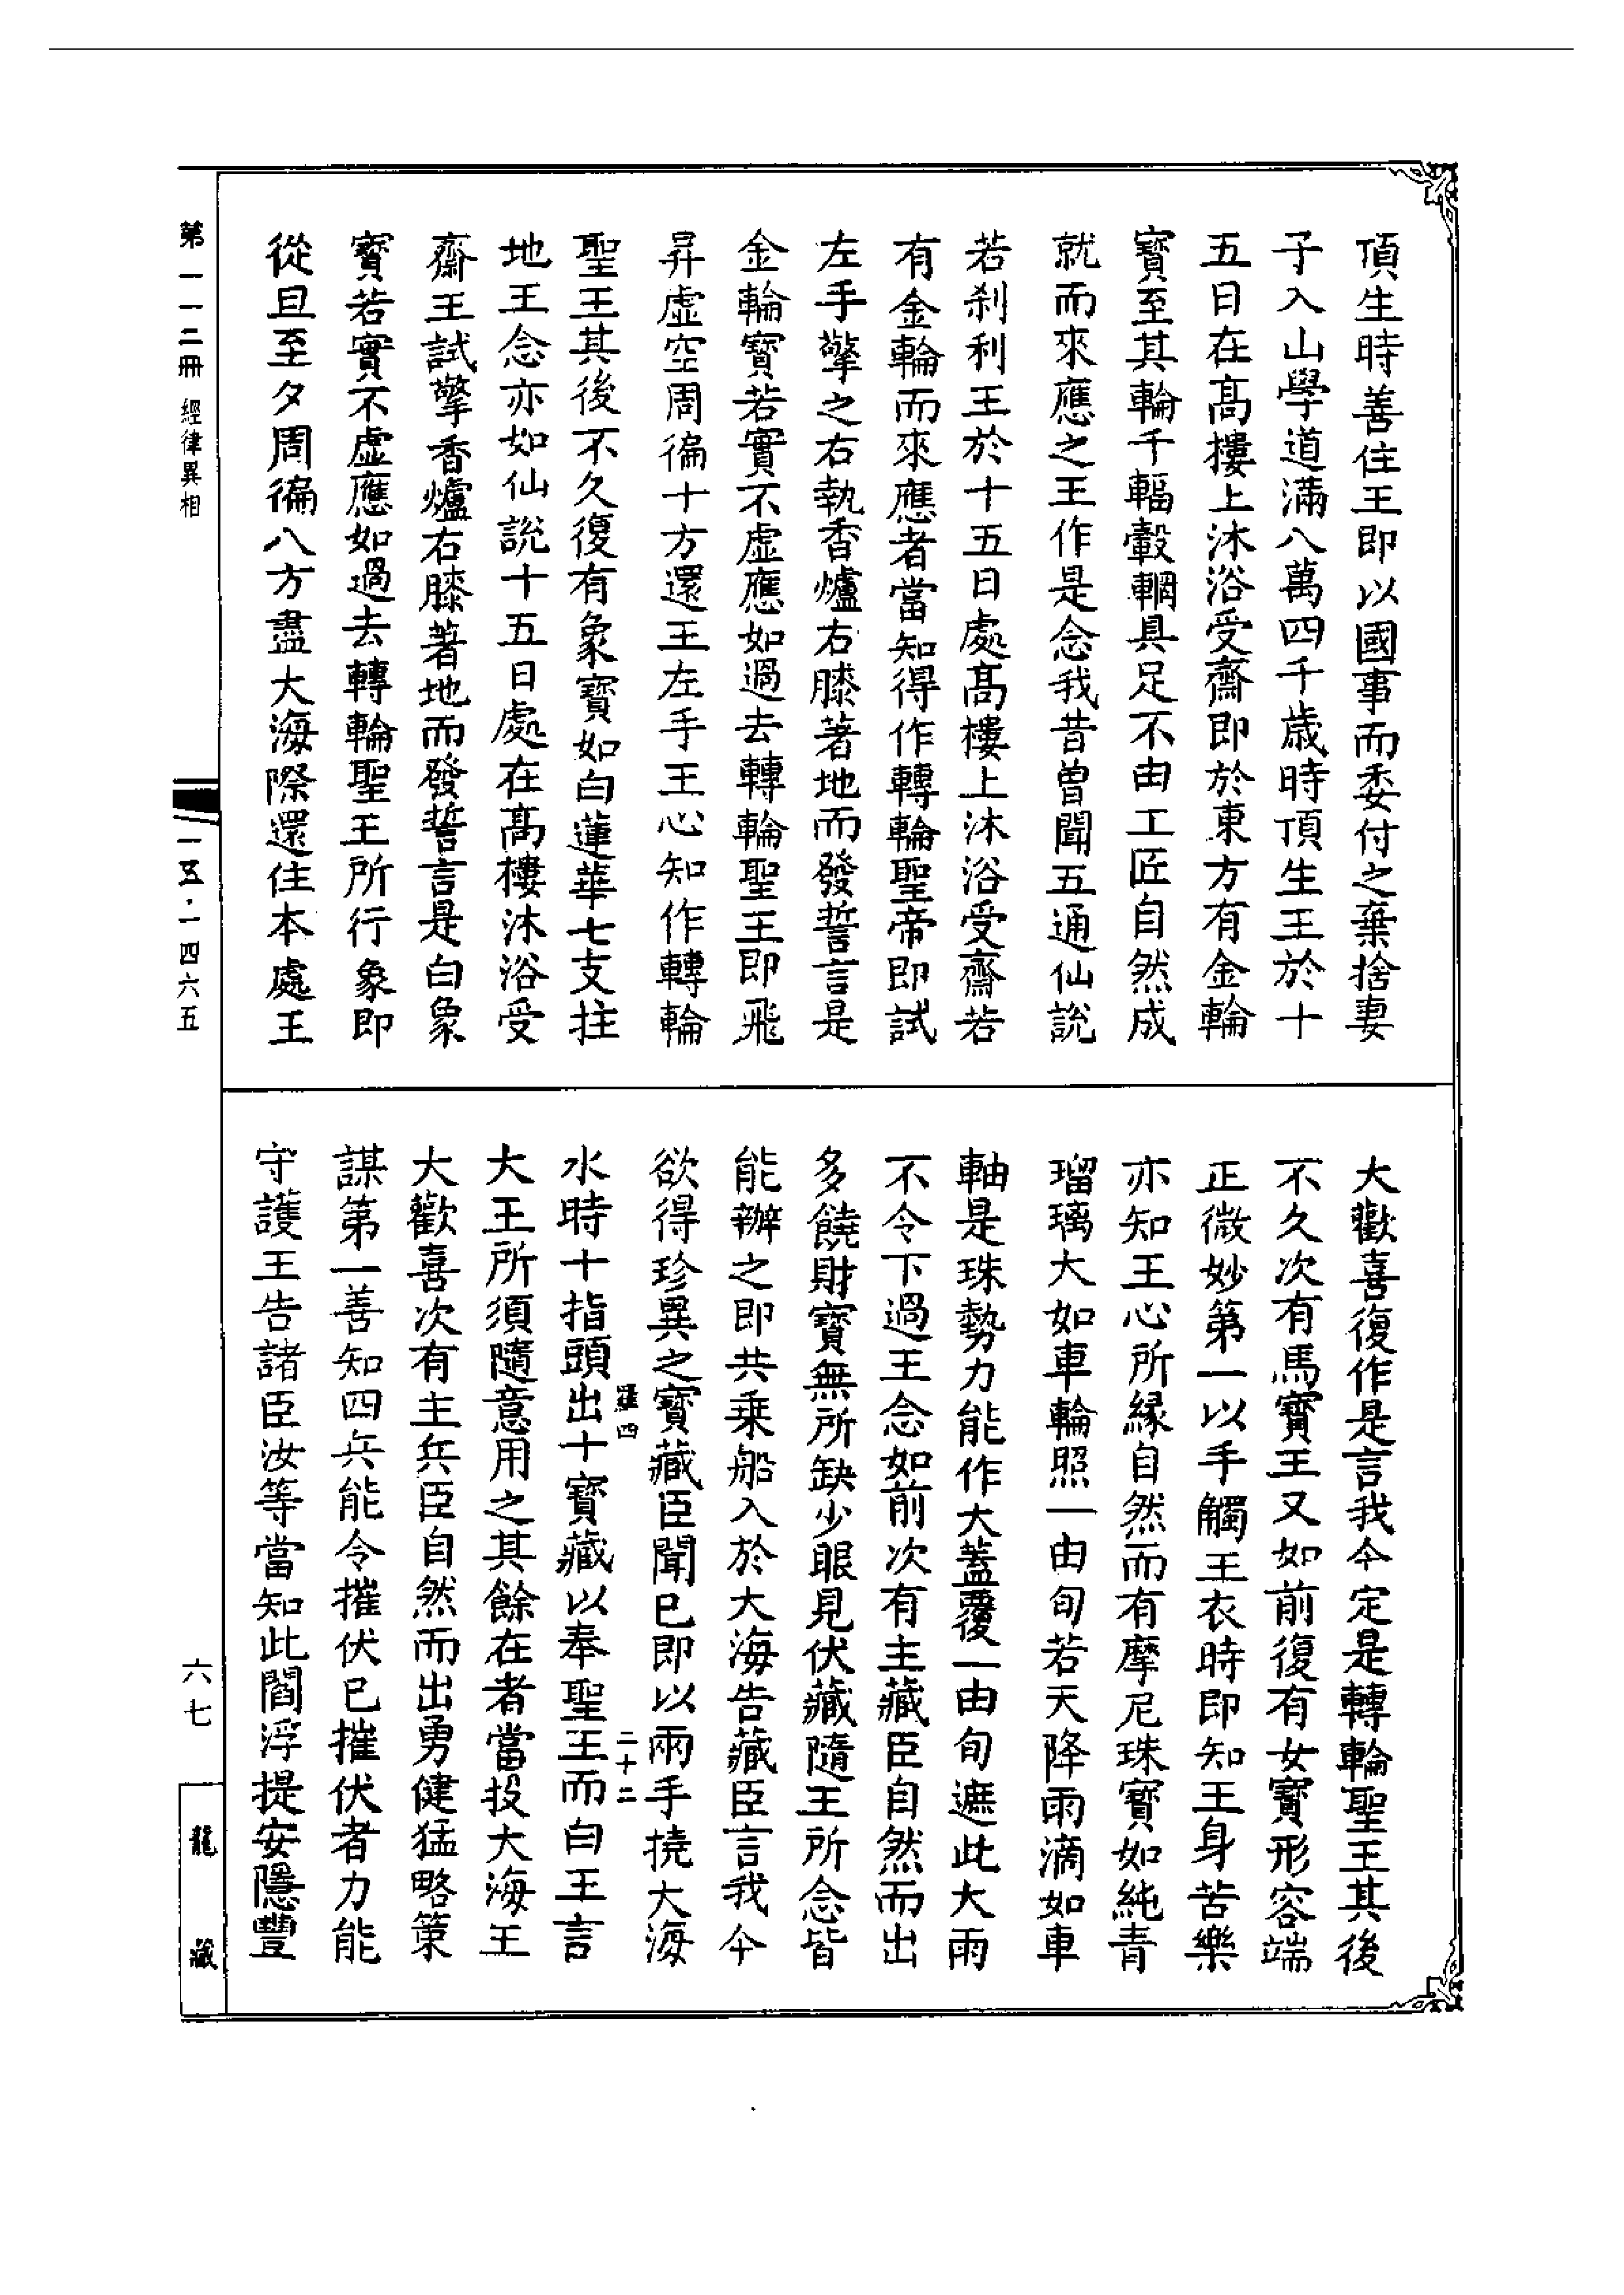 頂生時善住王即以國事而委付之棄捨妻
子入山學道滿八萬四千歲時頂生王於十
五日在高樓上沐浴受齋即於東方有金輪
寶至其輪千輻轂輞具足不由工匠自然成
就而來應之王作是念我昔曾聞五通仙說
若剎利王於十五日處高樓上沐浴受齋若
有金輪而來應者當知得作轉輪聖帝即試
左手擎之右執香爐右膝著地而發誓言是
金輪寶若實不虛應如過去轉輪聖王即飛
昇虛空周徧十方還王左手王心知作轉輪
聖王其後不久復有象寶如白蓮華七支拄
地王念亦如仙說十五日處在高樓沐浴受
齋王試擎香爐右膝著地而發誓言是白象
寶若實不虛應如過去轉輪聖王所行象即
從旦至夕周徧八方盡大海際還住本處王
大歡喜復作是言我今定是轉輪聖王其後
不久次有馬寶王又如前復有女寶形容端
正微妙第一以手觸王衣時即知王身苦樂
亦知王心所緣自然而有摩尼珠寶如純青
瑠璃大如車輪照一由旬若天降雨滴如車
軸是珠勢力能作大蓋覆一由旬遮此大雨
不令下過王念如前次有主藏臣自然而出
多饒財寶無所缺少眼見伏藏隨王所念皆
能辦之即共乘船入於大海告藏臣言我今
欲得珍異之寶藏臣聞已即以兩手撓大海
羅四 二十二
水時十指頭出十寶藏以奉聖王而白王言
大王所須隨意用之其餘在者當投大海王
大歡喜次有主兵臣自然而出勇健猛略策
謀第一善知四兵能令摧伏已摧伏者力能
守護王告諸臣汝等當知此閻浮提安隱豐
第一一二冊 經律異相
一五·一四六五
六七
龍藏